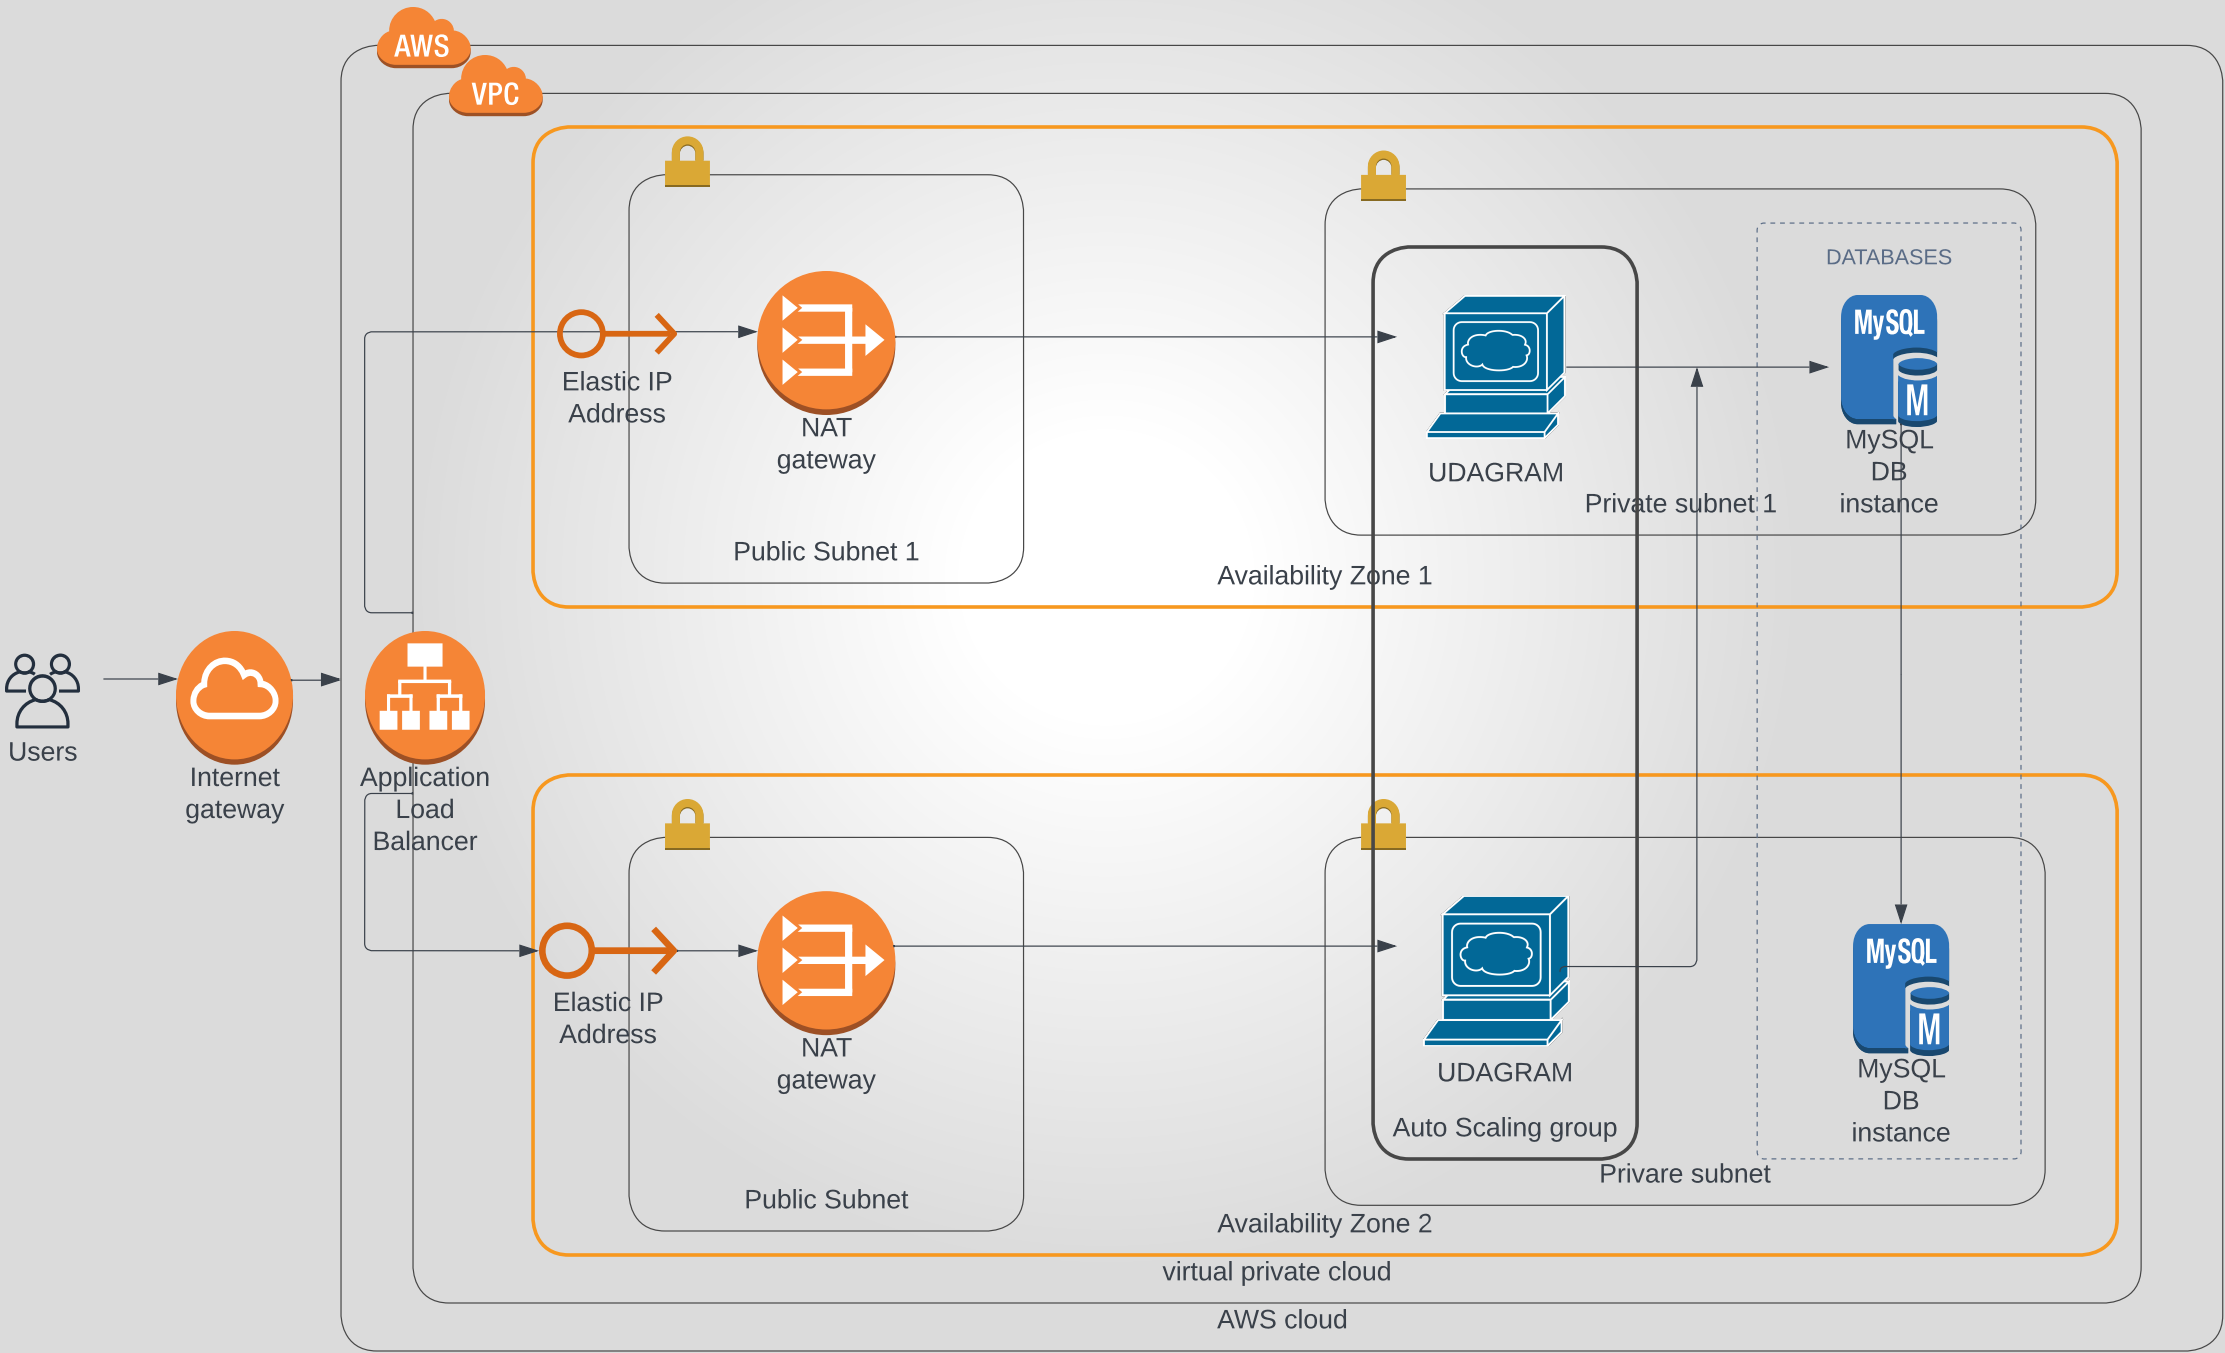 AWS
VPC
DATABASES
MySQL
M
Elastic IP
Address
NAT
gateway
UDAGRAM
MySQL
DB
instance
Private subnet 1
Public Subnet 1
Availability Zone 1
Users
Internet
gateway
Application
Load
Balancer
MySQL
M
Elastic IP
Address
NAT
gateway
UDAGRAM
MySQL
DB
instance
Auto Scaling group
Privare subnet
Public Subnet
Availability Zone 2
virtual private cloud
AWS cloud